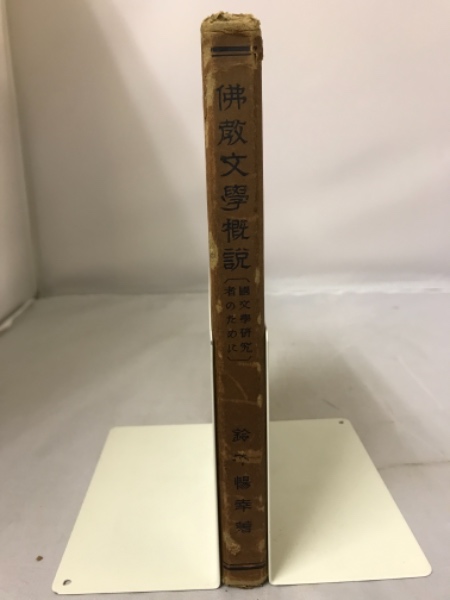 佛教文學概説
國文學研究
者のために
鈴木暢幸著